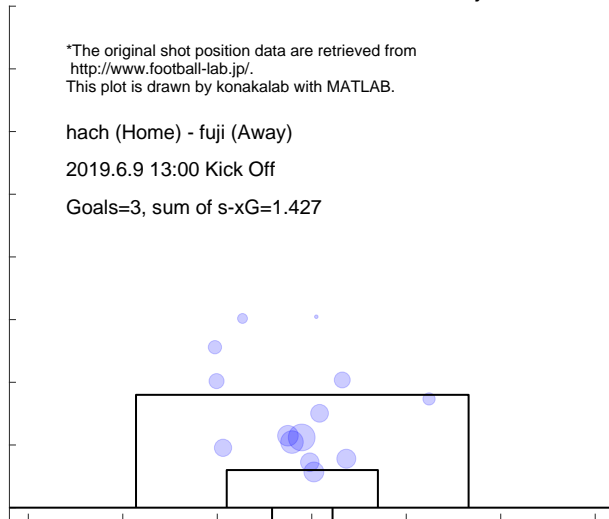 *The original shot position data are retrieved from
http://www.football-lab.jp/.
This plot is drawn by konakalab with MATLAB.
hach (Home) - fuji (Away)
2019.6.9 13:00 Kick Off
Goals=3, sum of s-xG=1.427